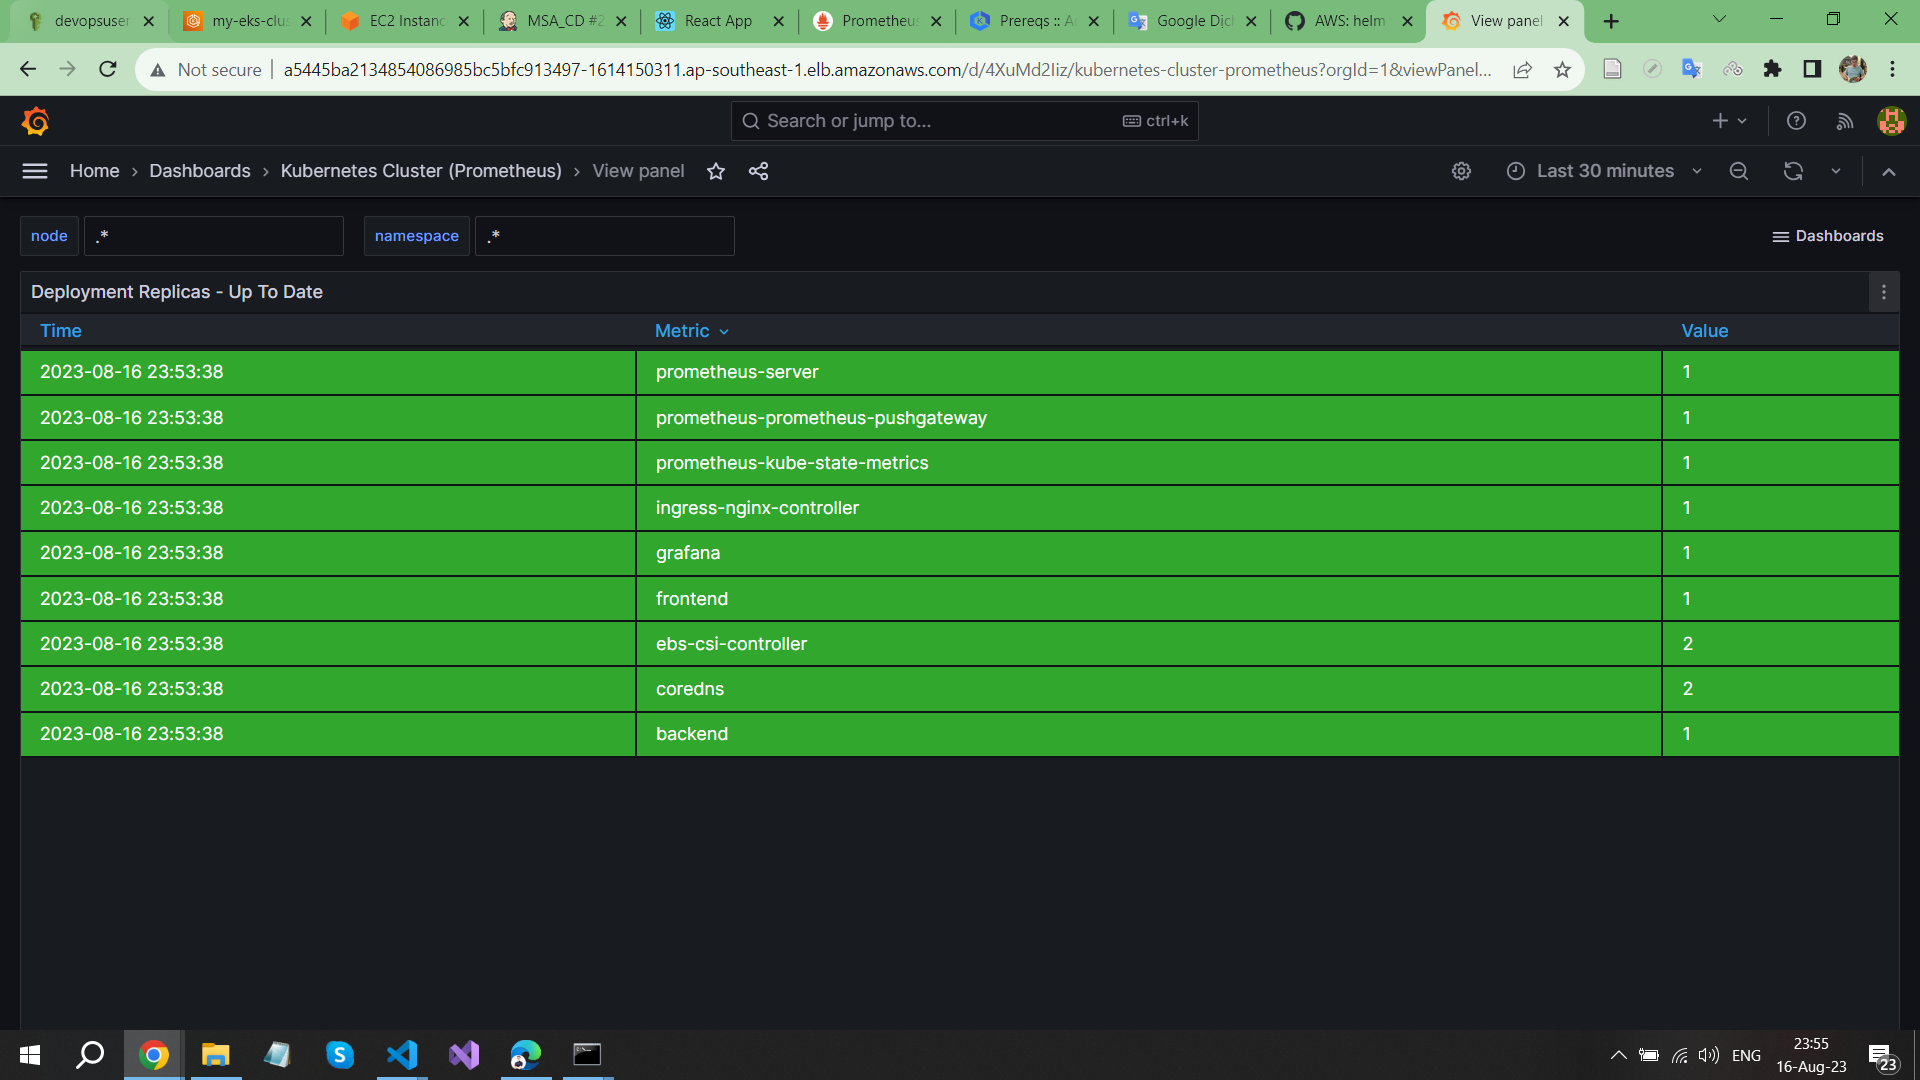 devopsuser
my-eks-clus
EC2 Instanc
MSA_CD #2
React App
Prometheus
Prereqs :: A
Google Dịch
AWS: helm
View panel
Not secure
a5445ba2134854086985bc5bfc913497-1614150311.ap-southeast-1.elb.amazonaws.com/d/4XuMd2Iiz/kubernetes-cluster-prometheus?orgId=1&viewPanel...
Search or jump to...
ctrl+k
Home › Dashboards › Kubernetes Cluster (Prometheus) › View panel
Last 30 minutes
node .*
namespace .*
Dashboards
Deployment Replicas - Up To Date
Time Metric Value
2023-08-16 23:53:38 prometheus-server 1
2023-08-16 23:53:38 prometheus-prometheus-pushgateway 1
2023-08-16 23:53:38 prometheus-kube-state-metrics 1
2023-08-16 23:53:38 ingress-nginx-controller 1
2023-08-16 23:53:38 grafana 1
2023-08-16 23:53:38 frontend 1
2023-08-16 23:53:38 ebs-csi-controller 2
2023-08-16 23:53:38 coredns 2
2023-08-16 23:53:38 backend 1
ENG
23:55
16-Aug-23
23